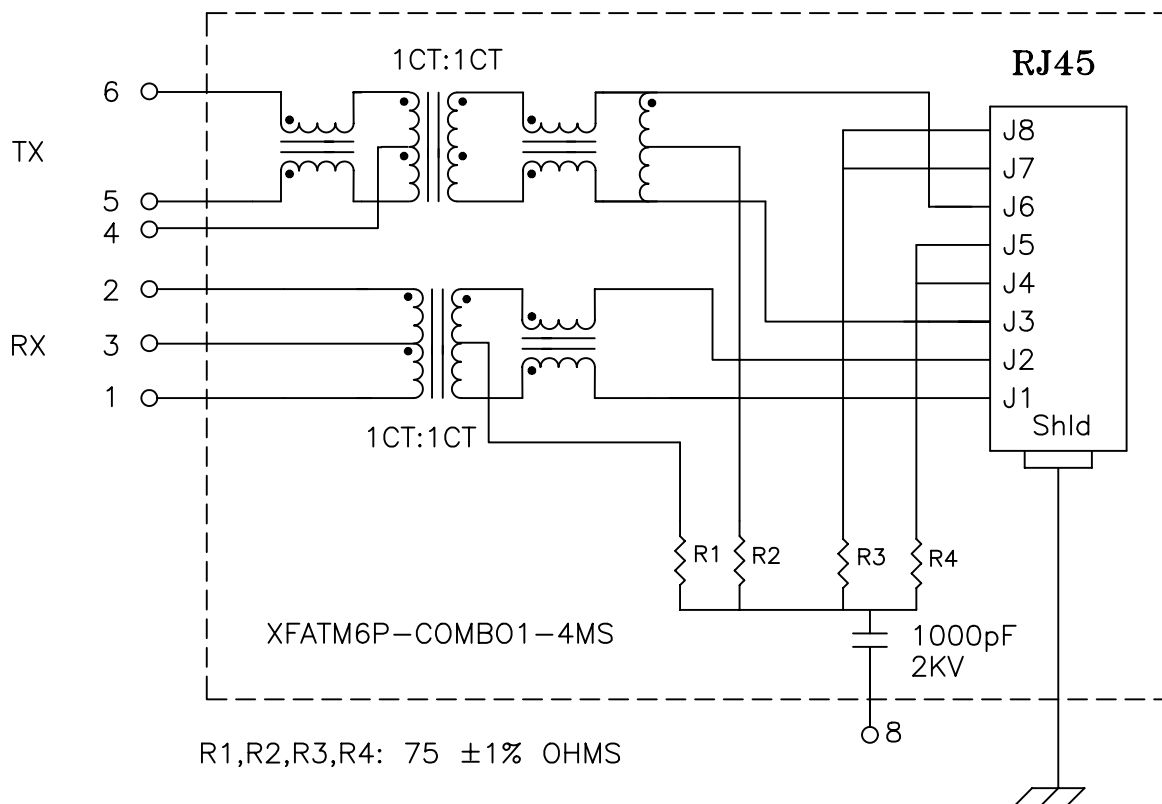 1CT:1CT
RJ45
6
TX
5
4
2
RX
3
1
1CT:1CT
J8
J7
J6
J5
J4
J3
J2
J1
Shld
R1
R2
R3
R4
XFATM6P-COMBO1-4MS
1000pF
2KV
8
R1,R2,R3,R4: 75 ±1% OHMS